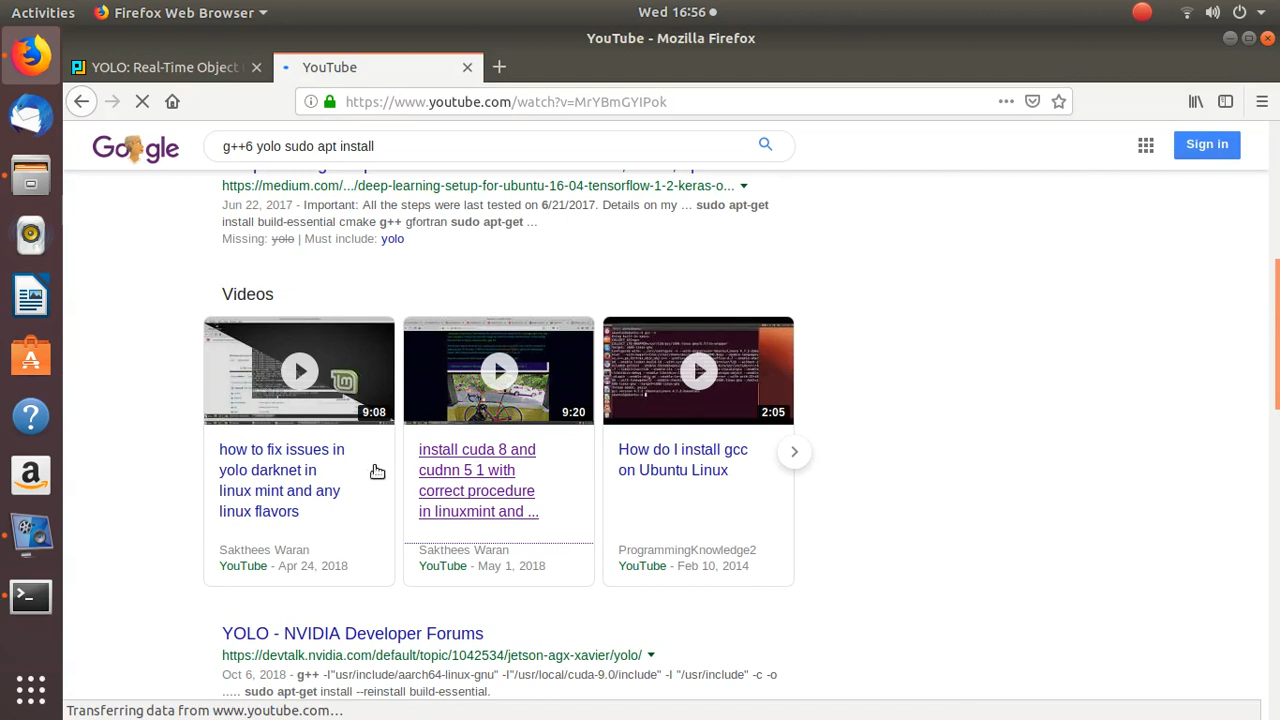 Activities Firefox Web Browser Wed 16:56
YouTube - Mozilla Firefox
YOLO: Real-Time Object YouTube
https://www.youtube.com/watch?v=MrYBmGYIPok
Google g++6 yolo sudo apt install Sign in
https://medium.com/.../deep-learning-setup-for-ubuntu-16-04-tensorflow-1-2-keras-o...
Jun 22, 2017 - Important: All the steps were last tested on 6/21/2017. Details on my ... sudo apt-get
install build-essential cmake g++ gfortran sudo apt-get ...
Missing: yolo | Must include: yolo
Videos
9:08 9:20 2:05
how to fix issues in
yolo darknet in
linux mint and any
linux flavors
Sakthees Waran
YouTube - Apr 24, 2018
install cuda 8 and
cudnn 5 1 with
correct procedure
in linuxmint and ...
Sakthees Waran
YouTube - May 1, 2018
How do I install gcc
on Ubuntu Linux
ProgrammingKnowledge2
YouTube - Feb 10, 2014
YOLO - NVIDIA Developer Forums
https://devtalk.nvidia.com/default/topic/1042534/jetson-agx-xavier/yolo/
Oct 6, 2018 - g++ -I"usr/include/aarch64-linux-gnu" -I"/usr/local/cuda-9.0/include" -I "/usr/include" -c -o
..... sudo apt-get install --reinstall build-essential.
Transferring data from www.youtube.com…